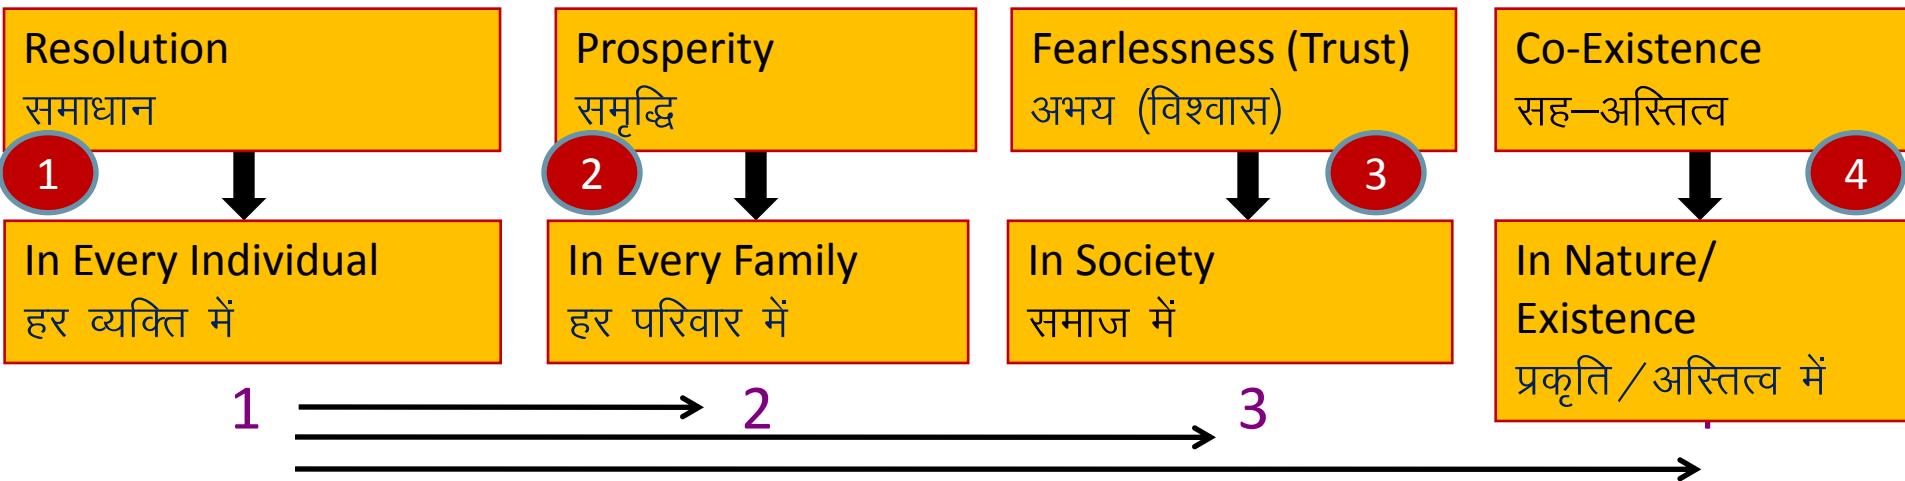 Resolution
समाधान
1
Prosperity
समृद्धि
2
Fearlessness (Trust)
अभय (विश्वास)
3
Co-Existence
सह–अस्तित्व
4
In Every Individual
हर व्यक्ति में
In Every Family
हर परिवार में
In Society
समाज में
In Nature/
Existence
प्रकृति/अस्तित्व में
1
2
3